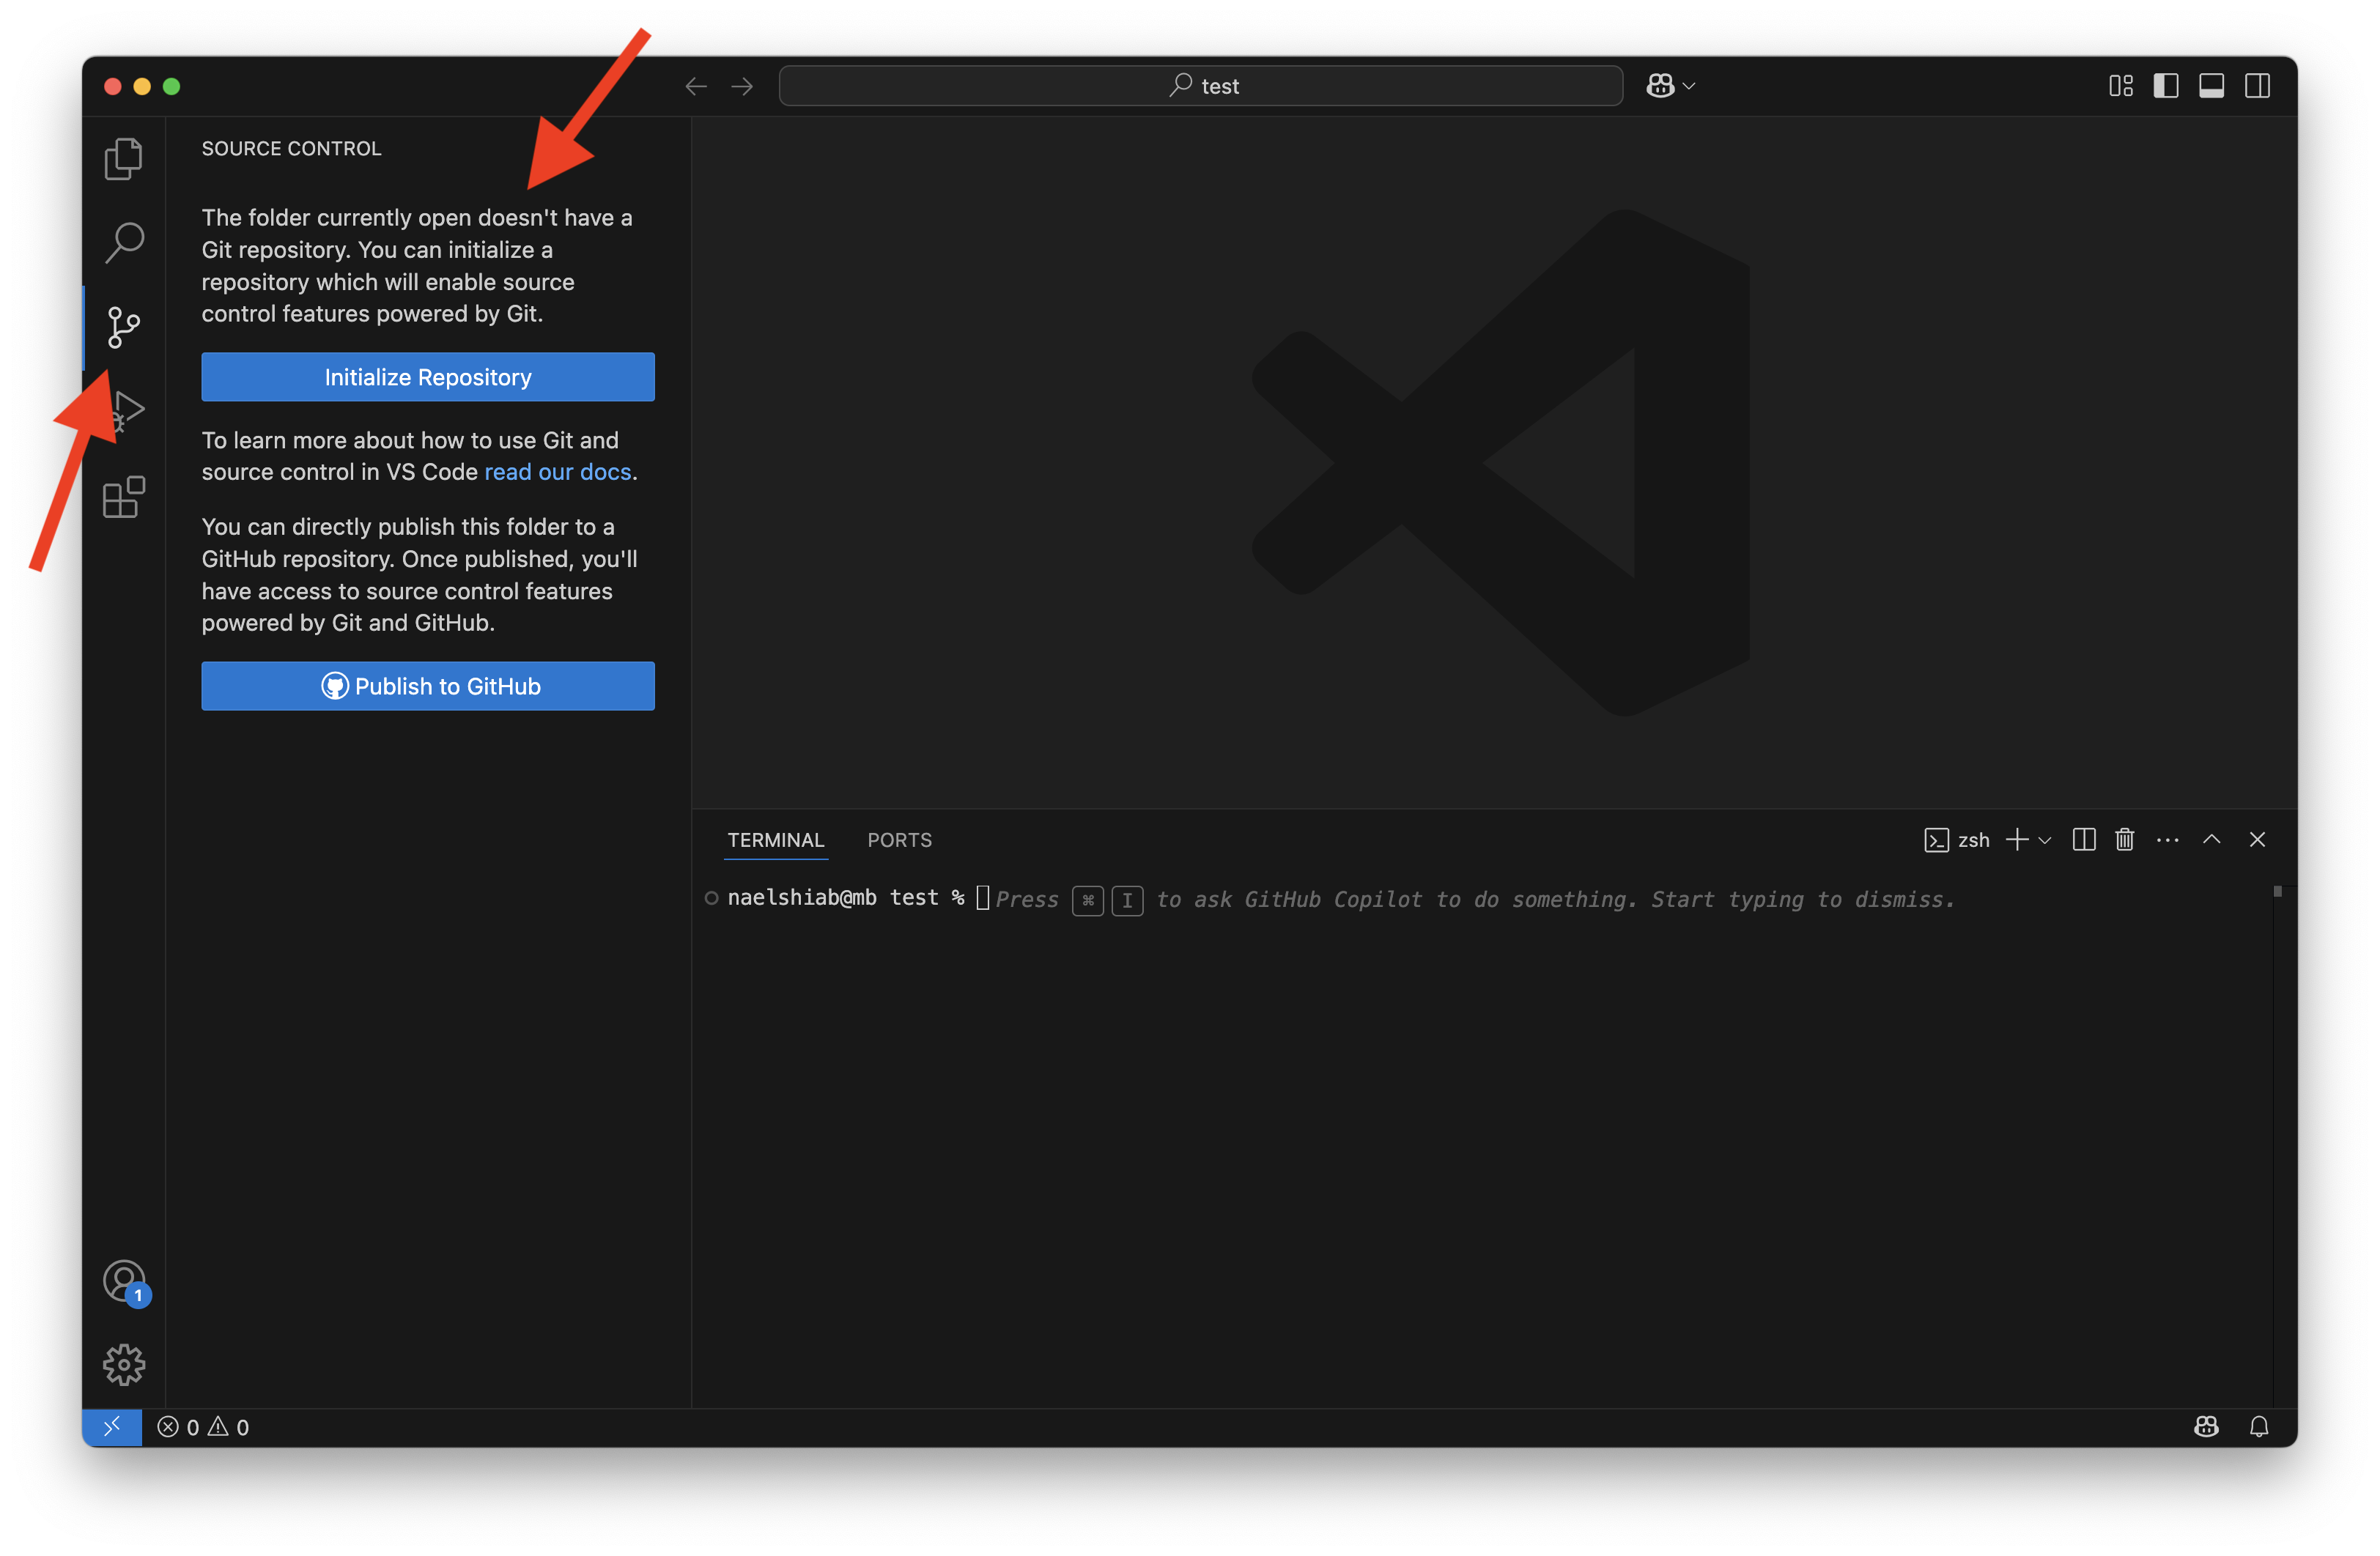 test
SOURCE CONTROL
The folder currently open doesn't have a
Git repository. You can initialize a
repository which will enable source
control features powered by Git.
Initialize Repository
To learn more about how to use Git and
source control in VS Code read our docs.
You can directly publish this folder to a
GitHub repository. Once published, you'll
have access to source control features
powered by Git and GitHub.
Publish to GitHub
TERMINAL PORTS
zsh
naelshiab@mb test % Press ⌘ I to ask GitHub Copilot to do something. Start typing to dismiss.
1
0 0